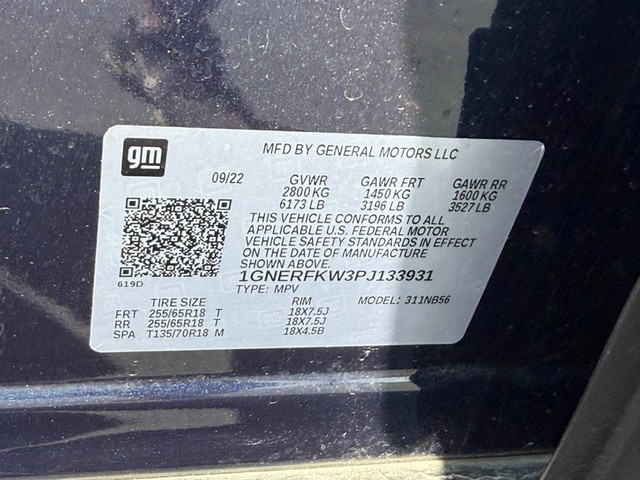 gm
MFD BY GENERAL MOTORS LLC
09/22 GVWR GAWR FRT GAWR RR
2800 KG 1450 KG 1600 KG
6173 LB 3196 LB 3527 LB
THIS VEHICLE CONFORMS TO ALL
APPLICABLE U.S. FEDERAL MOTOR
VEHICLE SAFETY STANDARDS IN EFFECT
ON THE DATE OF MANUFACTURE
SHOWN ABOVE.
619D
1GNERFKW3PJ133931
TYPE: MPV MODEL: 311NB56
TIRE SIZE RIM
FRT 255/65R18 T 18X7.5J
RR 255/65R18 T 18X7.5J
SPA T135/70R18 M 18X4.5B